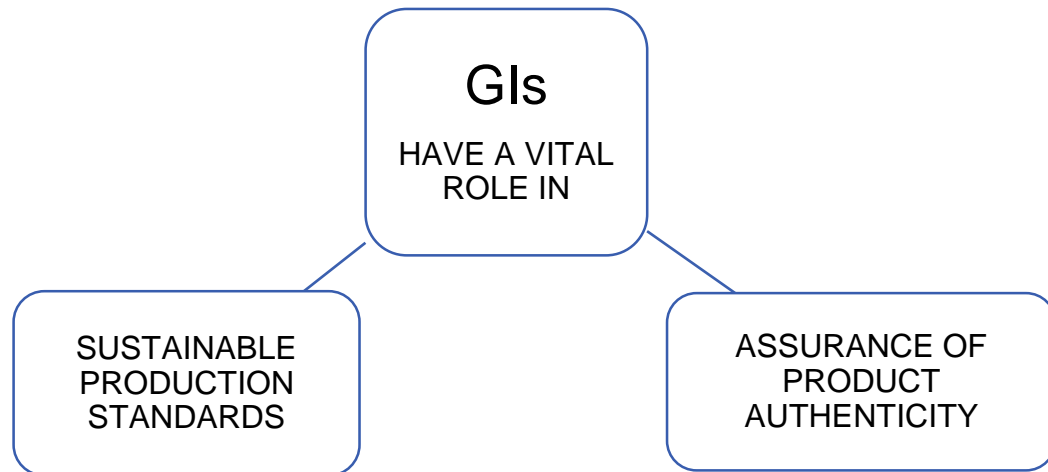 GIs
HAVE A VITAL
ROLE IN
SUSTAINABLE
PRODUCTION
STANDARDS
ASSURANCE OF
PRODUCT
AUTHENTICITY